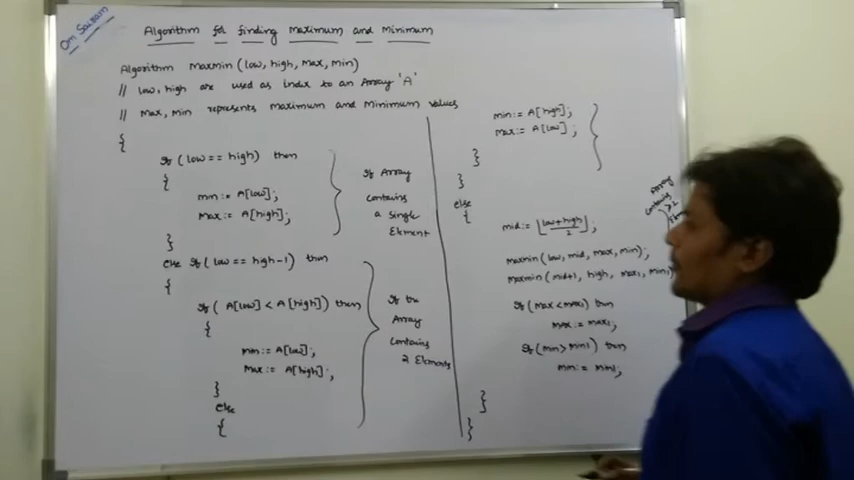 Om Sairam
Algorithm for finding Maximum and Minimum
Algorithm maxmin (low, high, max, min)
// low, high are used as index to an Array 'A'
// max, min represents maximum and minimum values
{
if (low == high) then
{
min := A[low];
max := A[high];
}
if Array
contains
a single
Element
else if (low == high-1) then
{
if ( A[low] < A[high]) then
{
min := A[low];
max := A[high];
}
else
{
if the
Array
contains
2 Elements
min := A[high];
max := A[low];
}
}
else
{
mid := ⌊low+high/2⌋;
maxmin (low, mid, max, min);
maxmin (mid+1, high, max1, min1)
if (max < max1) then
max := max1;
if (min > min1) then
min := min1;
}
}
Array
contains
>2